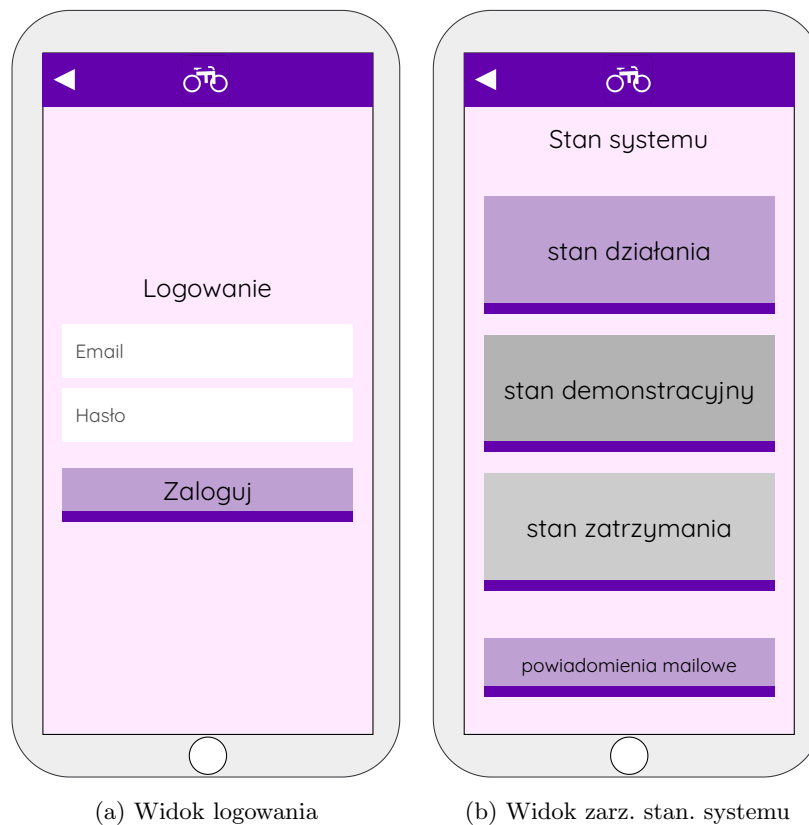 Logowanie
Email
Hasło
Zaloguj
(a) Widok logowania
Stan systemu
stan działania
stan demonstracyjny
stan zatrzymania
powiadomienia mailowe
(b) Widok zarz. stan. systemu